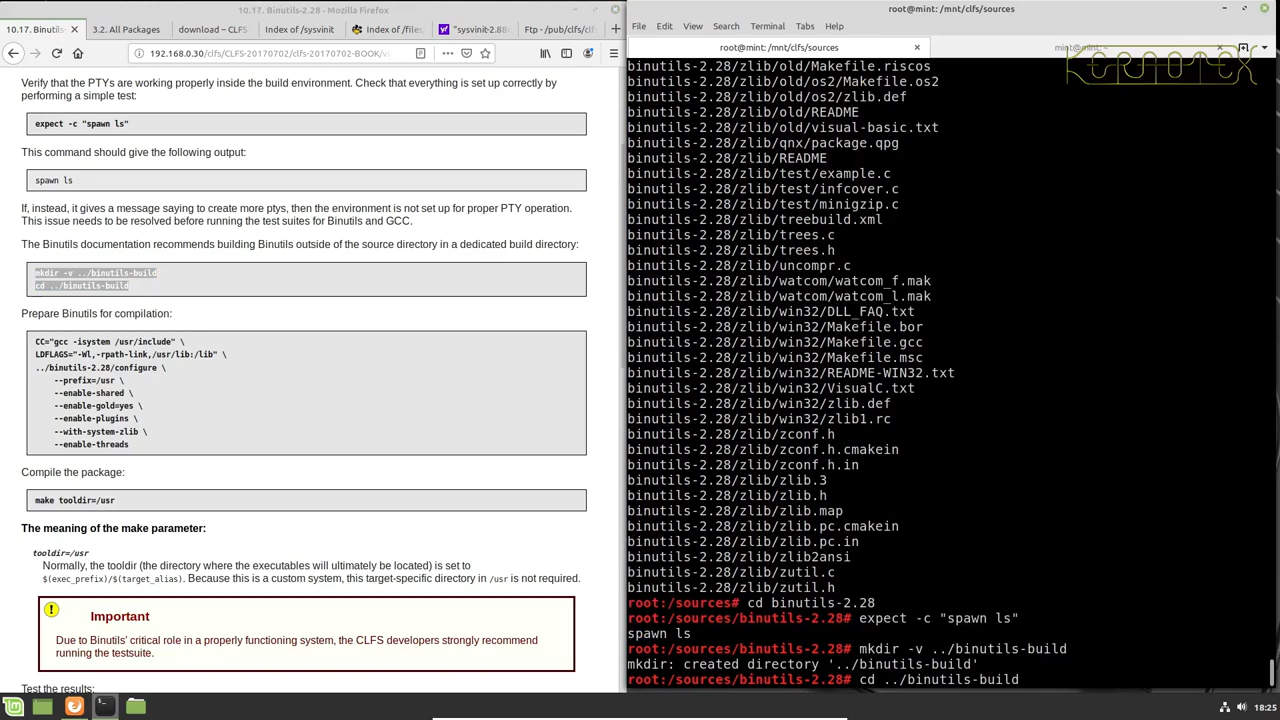 10.17. Binutils-2.28 - Mozilla Firefox
10.17. Binutils
3.2. All Packages
download – CLFS
Index of /sysvinit
Index of /files
"sysvinit-2.88
Ftp - /pub/clfs/
192.168.0.30/clfs/CLFS-20170702/clfs-20170702-BOOK/
Verify that the PTYs are working properly inside the build environment. Check that everything is set up correctly by
performing a simple test:
expect -c "spawn ls"
This command should give the following output:
spawn ls
If, instead, it gives a message saying to create more ptys, then the environment is not set up for proper PTY operation.
This issue needs to be resolved before running the test suites for Binutils and GCC.
The Binutils documentation recommends building Binutils outside of the source directory in a dedicated build directory:
mkdir -v ../binutils-build
cd ../binutils-build
Prepare Binutils for compilation:
CC="gcc -isystem /usr/include" \
LDFLAGS="-Wl,-rpath-link,/usr/lib:/lib" \
../binutils-2.28/configure \
--prefix=/usr \
--enable-shared \
--enable-gold=yes \
--enable-plugins \
--with-system-zlib \
--enable-threads
Compile the package:
make tooldir=/usr
The meaning of the make parameter:
tooldir=/usr
Normally, the tooldir (the directory where the executables will ultimately be located) is set to
$(exec_prefix)/$(target_alias). Because this is a custom system, this target-specific directory in /usr is not required.
Important
Due to Binutils' critical role in a properly functioning system, the CLFS developers strongly recommend
running the testsuite.
Test the results:
root@mint: /mnt/clfs/sources
File Edit View Search Terminal Tabs Help
root@mint: /mnt/clfs/sources
mint@mint: ~
KERNOTEX
binutils-2.28/zlib/old/Makefile.riscos
binutils-2.28/zlib/old/os2/Makefile.os2
binutils-2.28/zlib/old/os2/zlib.def
binutils-2.28/zlib/old/README
binutils-2.28/zlib/old/visual-basic.txt
binutils-2.28/zlib/qnx/package.qpg
binutils-2.28/zlib/README
binutils-2.28/zlib/test/example.c
binutils-2.28/zlib/test/infcover.c
binutils-2.28/zlib/test/minigzip.c
binutils-2.28/zlib/treebuild.xml
binutils-2.28/zlib/trees.c
binutils-2.28/zlib/trees.h
binutils-2.28/zlib/uncompr.c
binutils-2.28/zlib/watcom/watcom_f.mak
binutils-2.28/zlib/watcom/watcom_l.mak
binutils-2.28/zlib/win32/DLL_FAQ.txt
binutils-2.28/zlib/win32/Makefile.bor
binutils-2.28/zlib/win32/Makefile.gcc
binutils-2.28/zlib/win32/Makefile.msc
binutils-2.28/zlib/win32/README-WIN32.txt
binutils-2.28/zlib/win32/VisualC.txt
binutils-2.28/zlib/win32/zlib.def
binutils-2.28/zlib/win32/zlib1.rc
binutils-2.28/zlib/zconf.h
binutils-2.28/zlib/zconf.h.cmakein
binutils-2.28/zlib/zconf.h.in
binutils-2.28/zlib/zlib.3
binutils-2.28/zlib/zlib.h
binutils-2.28/zlib/zlib.map
binutils-2.28/zlib/zlib.pc.cmakein
binutils-2.28/zlib/zlib.pc.in
binutils-2.28/zlib/zlib2ansi
binutils-2.28/zlib/zutil.c
binutils-2.28/zlib/zutil.h
root:/sources# cd binutils-2.28
root:/sources/binutils-2.28# expect -c "spawn ls"
spawn ls
root:/sources/binutils-2.28# mkdir -v ../binutils-build
mkdir: created directory '../binutils-build'
root:/sources/binutils-2.28# cd ../binutils-build
18:25